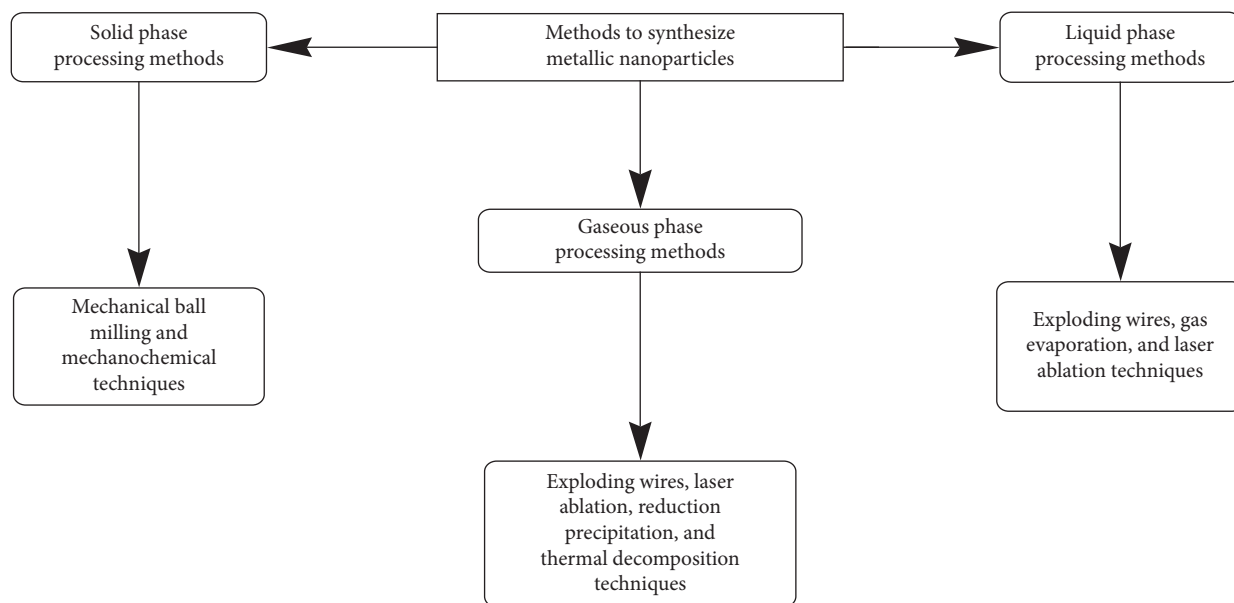 Solid phase
processing methods
Methods to synthesize
metallic nanoparticles
Liquid phase
processing methods
Gaseous phase
processing methods
Mechanical ball
milling and
mechanochemical
techniques
Exploding wires, gas
evaporation, and laser
ablation techniques
Exploding wires, laser
ablation, reduction
precipitation, and
thermal decomposition
techniques